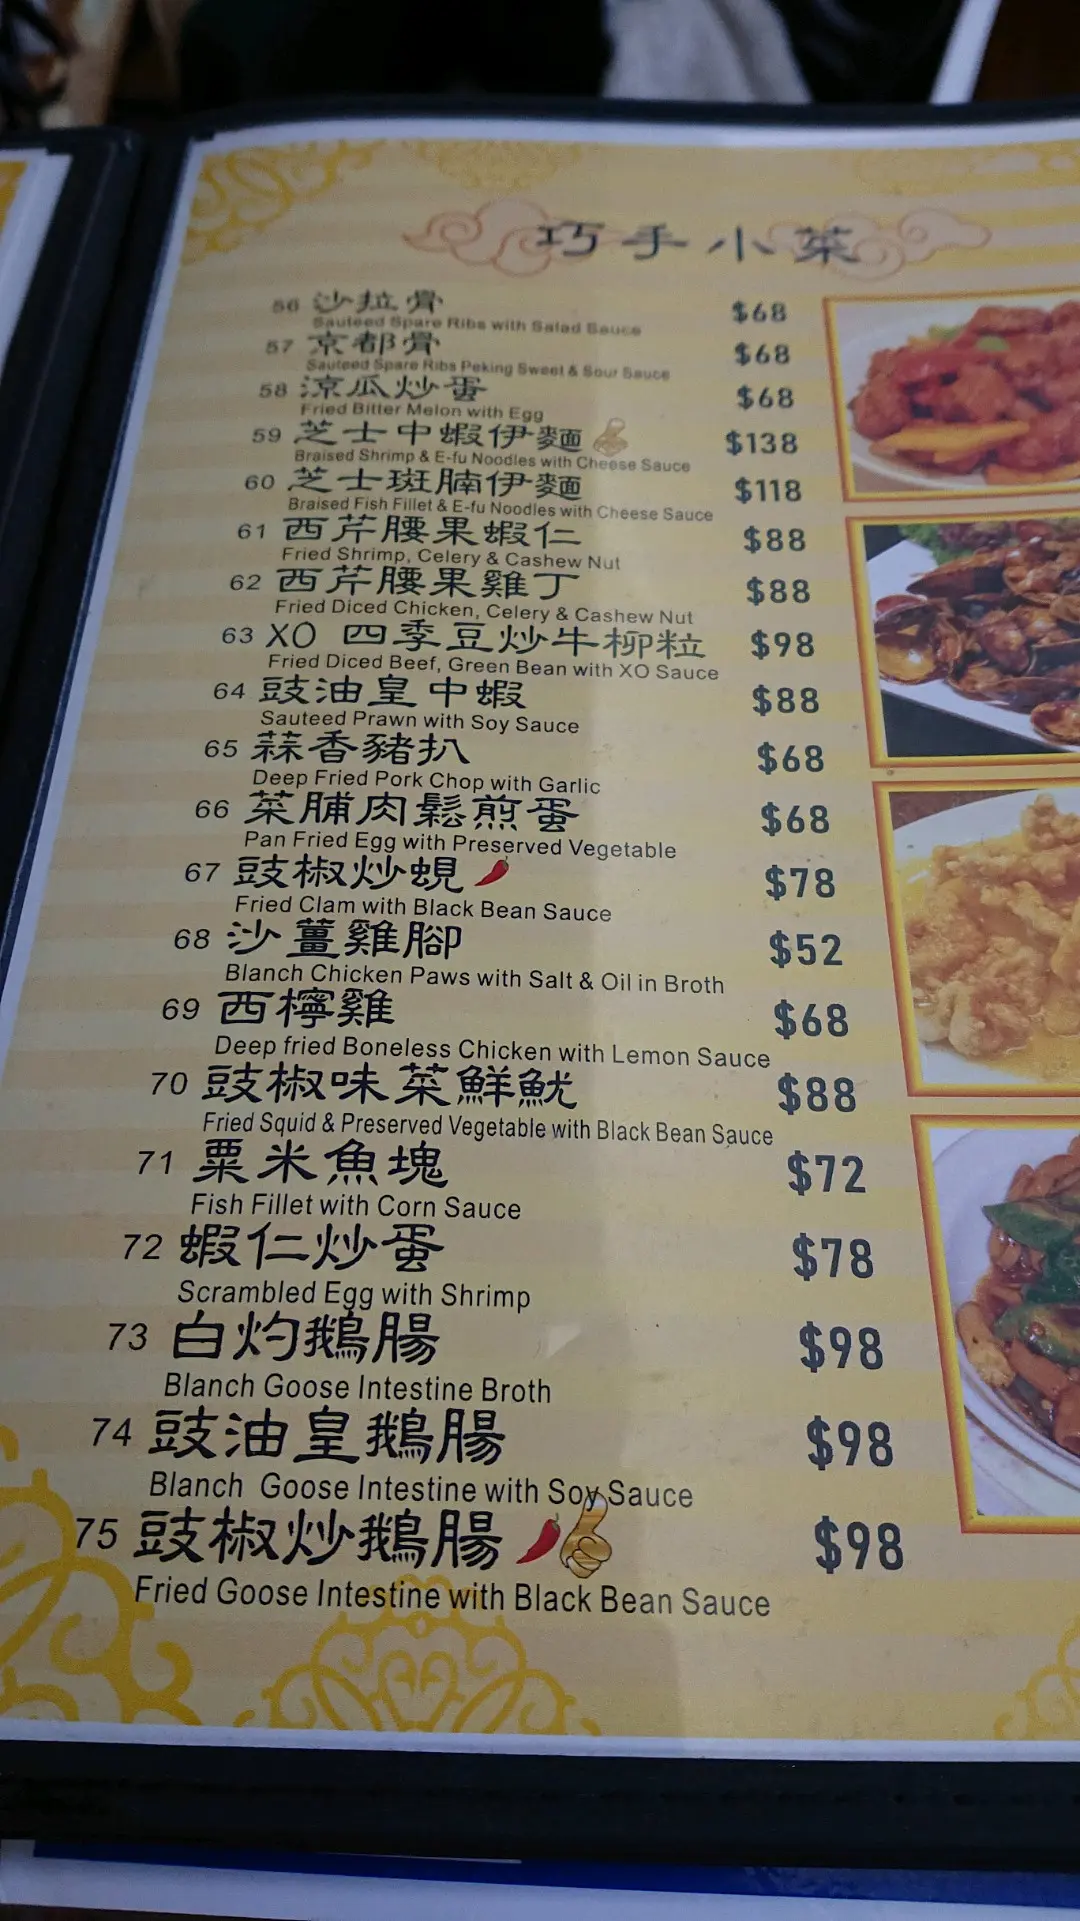 巧手小菜
56 沙拉骨 $68
Sauteed Spare Ribs with Salad Sauce
57 京都骨 $68
Sauteed Spare Ribs Peking Sweet & Sour Sauce
58 涼瓜炒蛋 $68
Fried Bitter Melon with Egg
59 芝士中蝦伊麵 $138
Braised Shrimp & E-fu Noodles with Cheese Sauce
60 芝士斑腩伊麵 $118
Braised Fish Fillet & E-fu Noodles with Cheese Sauce
61 西芹腰果蝦仁 $88
Fried Shrimp, Celery & Cashew Nut
62 西芹腰果雞丁 $88
Fried Diced Chicken, Celery & Cashew Nut
63 XO 四季豆炒牛柳粒 $98
Fried Diced Beef, Green Bean with XO Sauce
64 豉油皇中蝦 $88
Sauteed Prawn with Soy Sauce
65 蒜香豬扒 $68
Deep Fried Pork Chop with Garlic
66 菜脯肉鬆煎蛋 $68
Pan Fried Egg with Preserved Vegetable
67 豉椒炒蜆 $78
Fried Clam with Black Bean Sauce
68 沙薑雞腳 $52
Blanch Chicken Paws with Salt & Oil in Broth
69 西檸雞 $68
Deep fried Boneless Chicken with Lemon Sauce
70 豉椒味菜鮮魷 $88
Fried Squid & Preserved Vegetable with Black Bean Sauce
71 粟米魚塊 $72
Fish Fillet with Corn Sauce
72 蝦仁炒蛋 $78
Scrambled Egg with Shrimp
73 白灼鵝腸 $98
Blanch Goose Intestine Broth
74 豉油皇鵝腸 $98
Blanch Goose Intestine with Soy Sauce
75 豉椒炒鵝腸 $98
Fried Goose Intestine with Black Bean Sauce